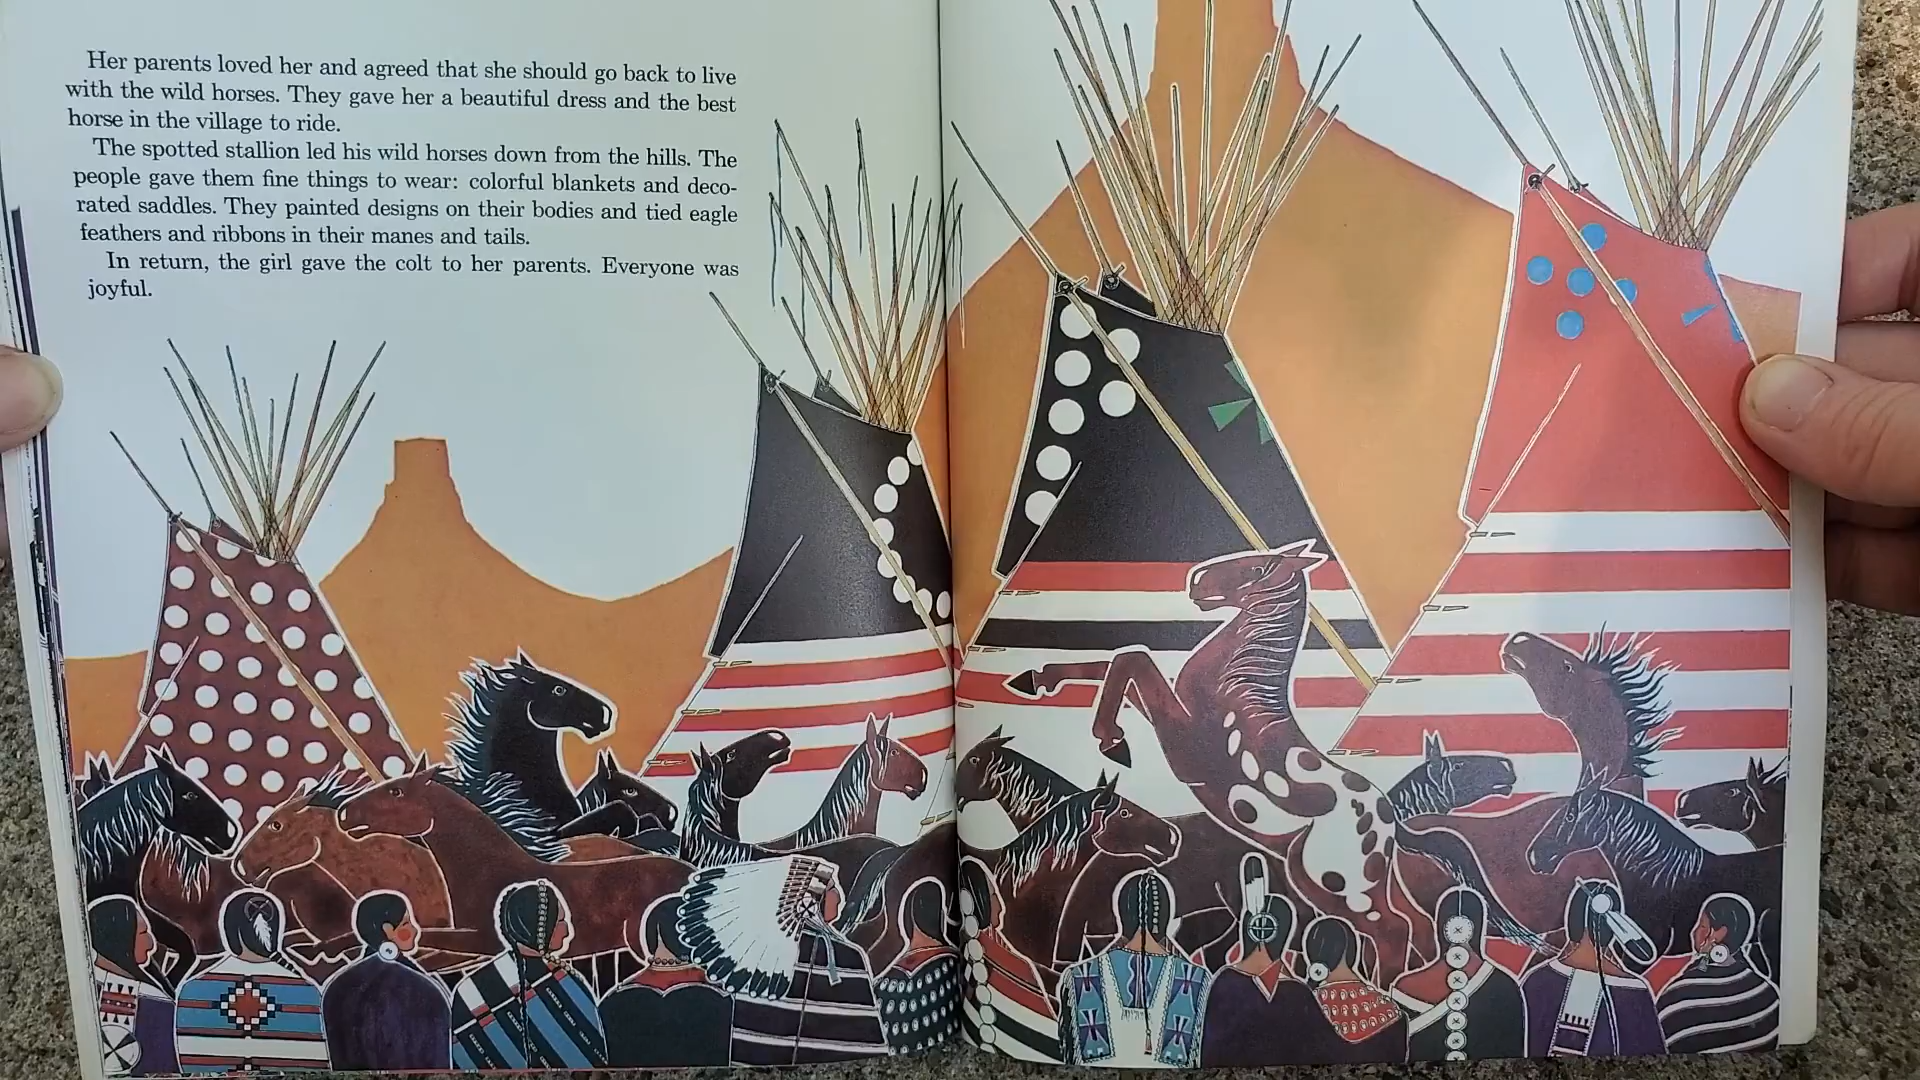 Her parents loved her and agreed that she should go back to live
with the wild horses. They gave her a beautiful dress and the best
horse in the village to ride.
The spotted stallion led his wild horses down from the hills. The
people gave them fine things to wear: colorful blankets and deco-
rated saddles. They painted designs on their bodies and tied eagle
feathers and ribbons in their manes and tails.
In return, the girl gave the colt to her parents. Everyone was
joyful.